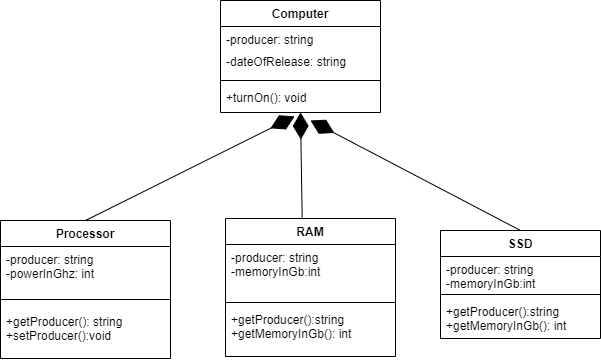 Computer
-producer: string
-dateOfRelease: string
+turnOn(): void
Processor
-producer: string
-powerInGhz: int
+getProducer(): string
+setProducer():void
RAM
-producer: string
-memoryInGb:int
+getProducer():string
+getMemoryInGb(): int
SSD
-producer: string
-memoryInGb:int
+getProducer():string
+getMemoryInGb(): int